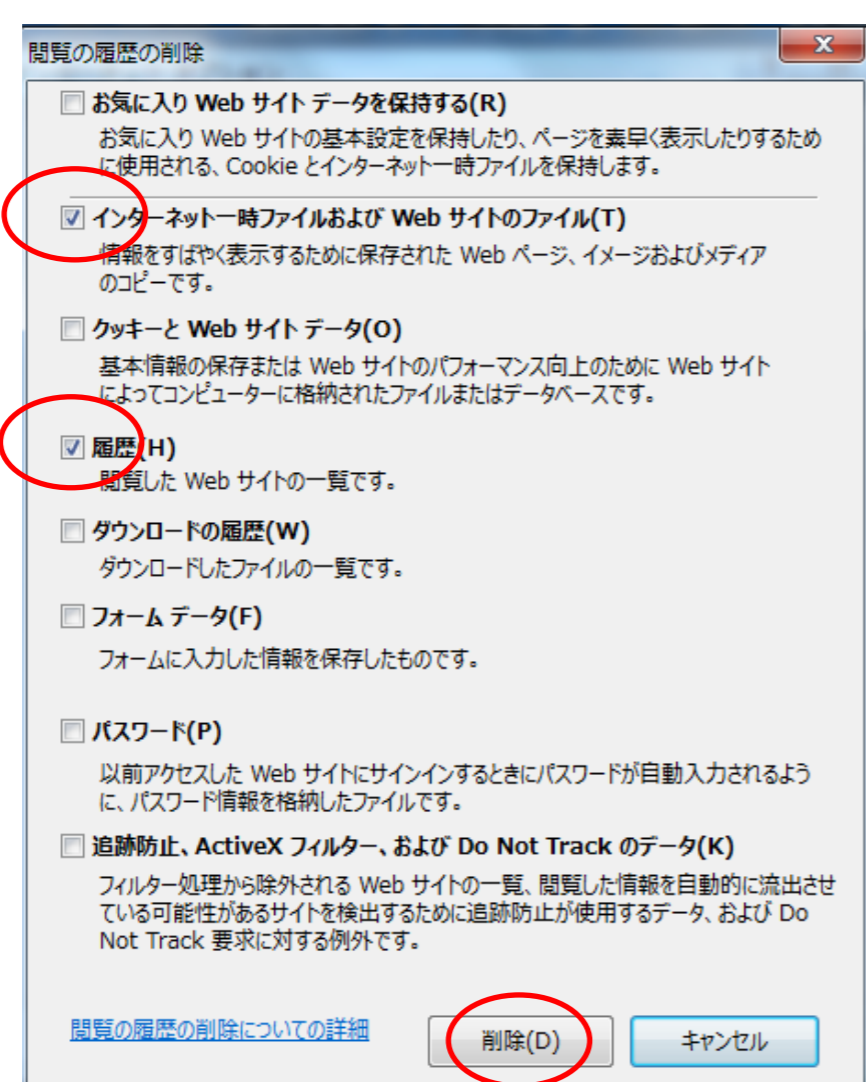 閲覧の履歴の削除
お気に入り Web サイト データを保持する(R)
お気に入り Web サイトの基本設定を保持したり、ページを素早く表示したりするため
に使用される、Cookie とインターネット一時ファイルを保持します。
インターネット一時ファイルおよび Web サイトのファイル(T)
情報をすばやく表示するために保存された Web ページ、イメージおよびメディア
のコピーです。
クッキーと Web サイト データ(O)
基本情報の保存または Web サイトのパフォーマンス向上のために Web サイト
によってコンピューターに格納されたファイルまたはデータベースです。
履歴(H)
閲覧した Web サイトの一覧です。
ダウンロードの履歴(W)
ダウンロードしたファイルの一覧です。
フォーム データ(F)
フォームに入力した情報を保存したものです。
パスワード(P)
以前アクセスした Web サイトにサインインするときにパスワードが自動入力されるよう
に、パスワード情報を格納したファイルです。
追跡防止、ActiveX フィルター、および Do Not Track のデータ(K)
フィルター処理から除外される Web サイトの一覧、閲覧した情報を自動的に流出させ
ている可能性があるサイトを検出するために追跡防止が使用するデータ、および Do
Not Track 要求に対する例外です。
閲覧の履歴の削除についての詳細
削除(D)
キャンセル